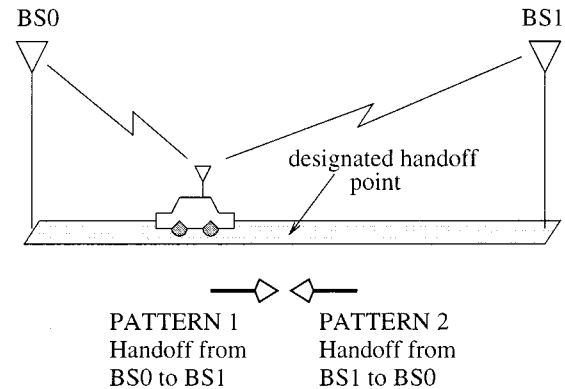 BS0
BS1
designated handoff
point
PATTERN 1
Handoff from
BS0 to BS1
PATTERN 2
Handoff from
BS1 to BS0